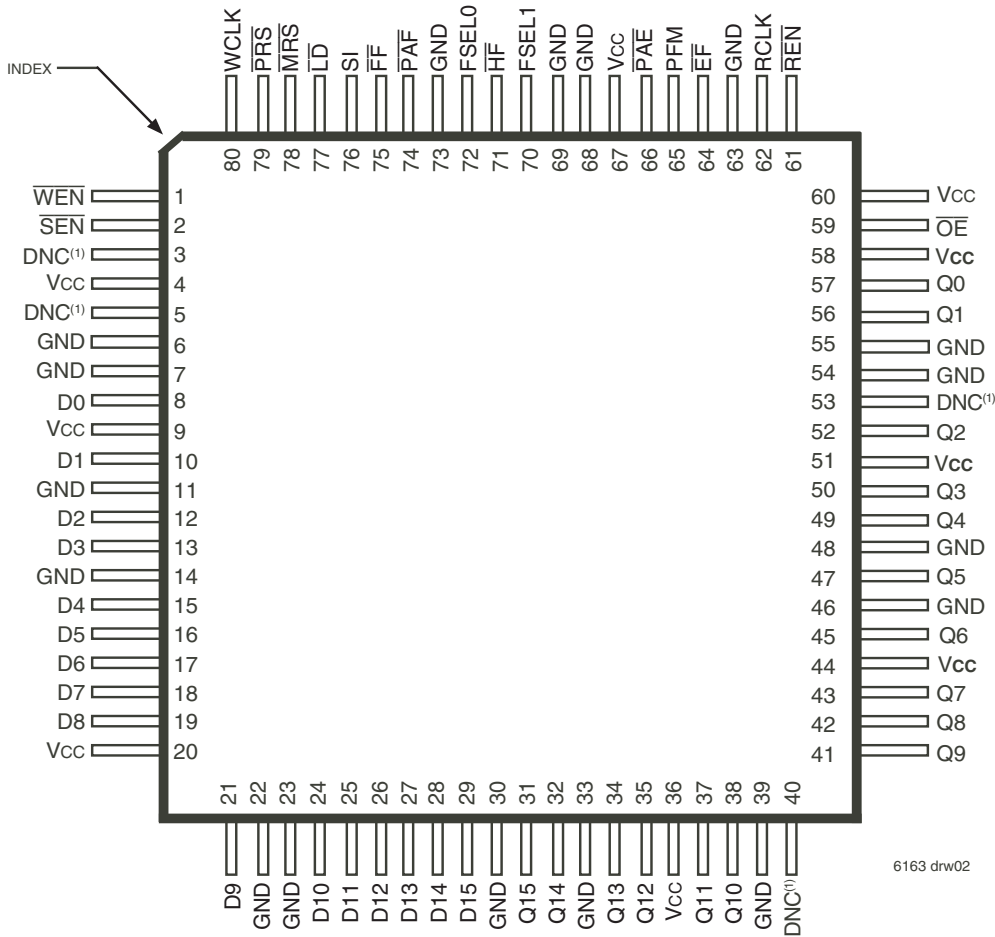 INDEX
WCLK
PRS
MRS
LD
SI
FF
PAF
GND
FSEL0
HF
FSEL1
GND
GND
VCC
PAE
PFM
EF
GND
RCLK
REN
80 79 78 77 76 75 74 73 72 71 70 69 68 67 66 65 64 63 62 61
WEN 1
SEN 2
DNC(1) 3
VCC 4
DNC(1) 5
GND 6
GND 7
D0 8
VCC 9
D1 10
GND 11
D2 12
D3 13
GND 14
D4 15
D5 16
D6 17
D7 18
D8 19
VCC 20
60 VCC
59 OE
58 Vcc
57 Q0
56 Q1
55 GND
54 GND
53 DNC(1)
52 Q2
51 Vcc
50 Q3
49 Q4
48 GND
47 Q5
46 GND
45 Q6
44 Vcc
43 Q7
42 Q8
41 Q9
21 22 23 24 25 26 27 28 29 30 31 32 33 34 35 36 37 38 39 40
D9
GND
GND
D10
D11
D12
D13
D14
D15
GND
Q15
Q14
GND
Q13
Q12
VCC
Q11
Q10
GND
DNC(1)
6163 drw02